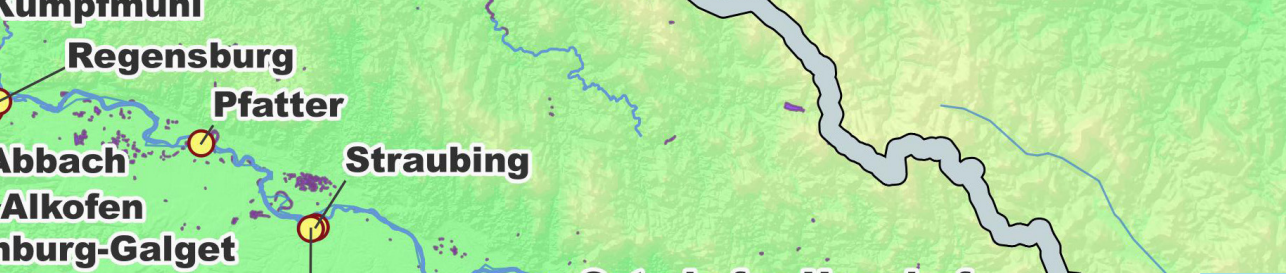 Kumpfmühl
Regensburg
Pfatter
Abbach
Straubing
-Alkofen
nburg-Galget